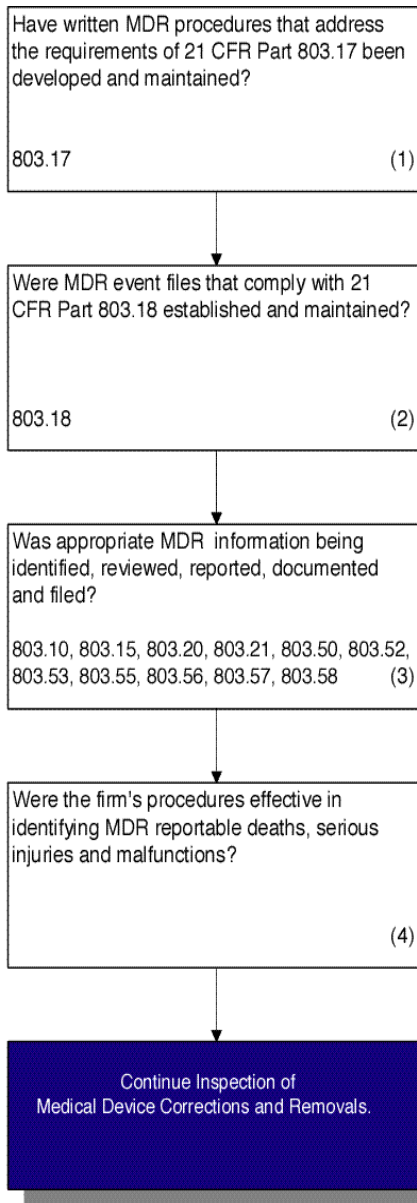 Have written MDR procedures that address
the requirements of 21 CFR Part 803.17 been
developed and maintained?
803.17 (1)
Were MDR event files that comply with 21
CFR Part 803.18 established and maintained?
803.18 (2)
Was appropriate MDR information being
identified, reviewed, reported, documented
and filed?
803.10, 803.15, 803.20, 803.21, 803.50, 803.52,
803.53, 803.55, 803.56, 803.57, 803.58 (3)
Were the firm's procedures effective in
identifying MDR reportable deaths, serious
injuries and malfunctions?
(4)
Continue Inspection of
Medical Device Corrections and Removals.